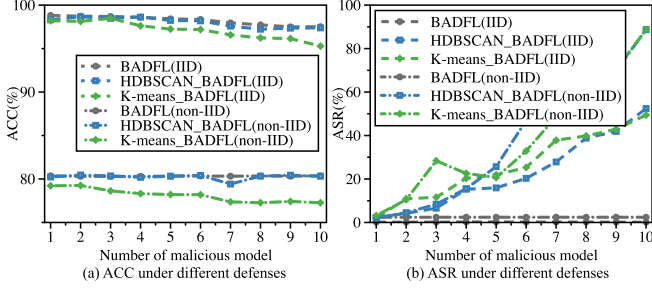 100
90
80
ACC(%)
BADFL(IID)
HDBSCAN_BADFL(IID)
K-means_BADFL(IID)
BADFL(non-IID)
HDBSCAN_BADFL(non-IID)
K-means_BADFL(non-IID)
1 2 3 4 5 6 7 8 9 10
Number of malicious model
(a) ACC under different defenses
100
80
60
40
20
0
ASR(%)
BADFL(IID)
HDBSCAN_BADFL(IID)
K-means_BADFL(IID)
BADFL(non-IID)
HDBSCAN_BADFL(non-IID)
K-means_BADFL(non-IID)
1 2 3 4 5 6 7 8 9 10
Number of malicious model
(b) ASR under different defenses